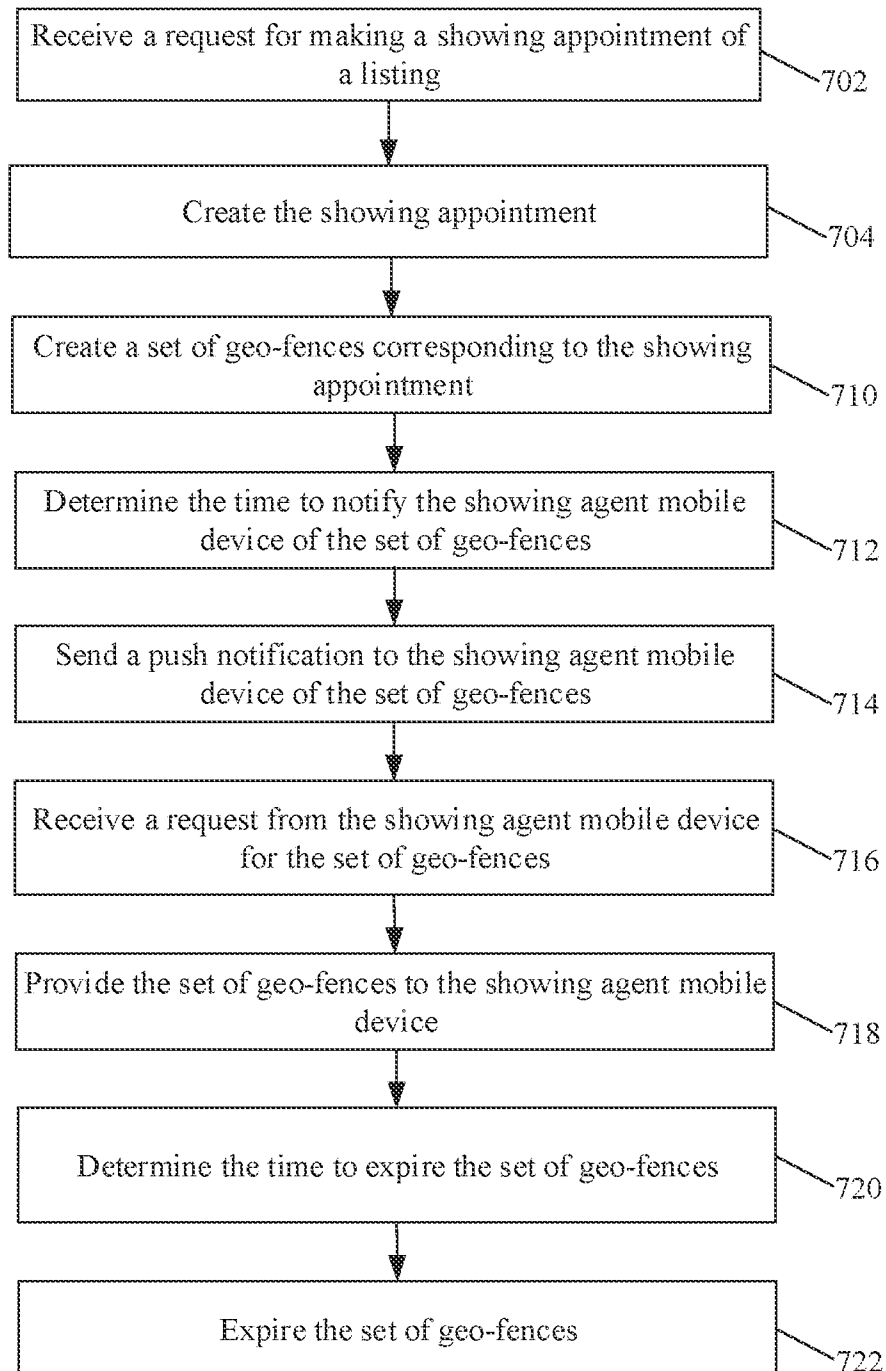 Receive a request for making a showing appointment of
a listing
702
Create the showing appointment
704
Create a set of geo-fences corresponding to the showing
appointment
710
Determine the time to notify the showing agent mobile
device of the set of geo-fences
712
Send a push notification to the showing agent mobile
device of the set of geo-fences
714
Receive a request from the showing agent mobile device
for the set of geo-fences
716
Provide the set of geo-fences to the showing agent mobile
device
718
Determine the time to expire the set of geo-fences
720
Expire the set of geo-fences
722